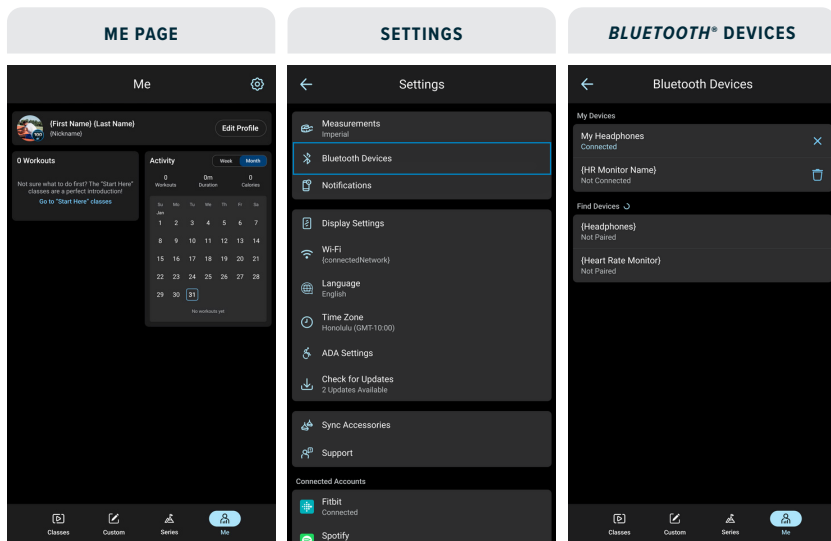 ME PAGE
Me
{First Name} {Last Name}
{Nickname}
Edit Profile
0 Workouts
Not sure what to do first? The "Start Here"
classes are a perfect introduction!
Go to "Start Here" classes
Activity
Week Month
0 0m 0
Workouts Duration Calories
Su Mo Tu We Th Fr Sa
Jan
1 2 3 4 5 6 7
8 9 10 11 12 13 14
15 16 17 18 19 20 21
22 23 24 25 26 27 28
29 30 31
No workouts yet
Classes Custom Series Me
SETTINGS
Settings
Measurements
Imperial
Bluetooth Devices
Notifications
Display Settings
Wi-Fi
{connectedNetwork}
Language
English
Time Zone
Honolulu (GMT-10:00)
ADA Settings
Check for Updates
2 Updates Available
Sync Accessories
Support
Connected Accounts
Fitbit
Connected
Spotify
BLUETOOTH® DEVICES
Bluetooth Devices
My Devices
My Headphones
Connected
{HR Monitor Name}
Not Connected
Find Devices
{Headphones}
Not Paired
{Heart Rate Monitor}
Not Paired
Classes Custom Series Me